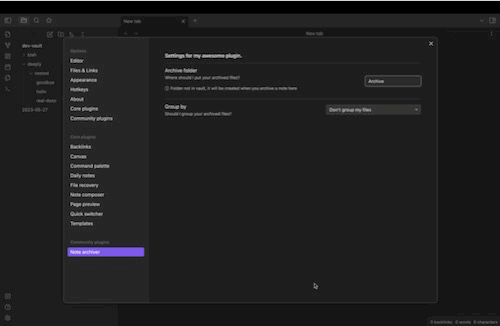 New tab
New tab
dev-vault
blah
deeply
nested
goodbye
hello
real-docs
2023-09-27
Options
Editor
Files & Links
Appearance
Hotkeys
About
Core plugins
Community plugins
Core plugins
Backlinks
Canvas
Command palette
Daily notes
File recovery
Note composer
Page preview
Quick switcher
Templates
Community plugins
Note archiver
Settings for my awesome plugin.
Archive folder
Where should I put your archived files?
Folder not in vault, it will be created when you archive a note here
Archive
Group by
Should I group your archived files?
Don't group my files
0 backlinks 0 words 0 characters